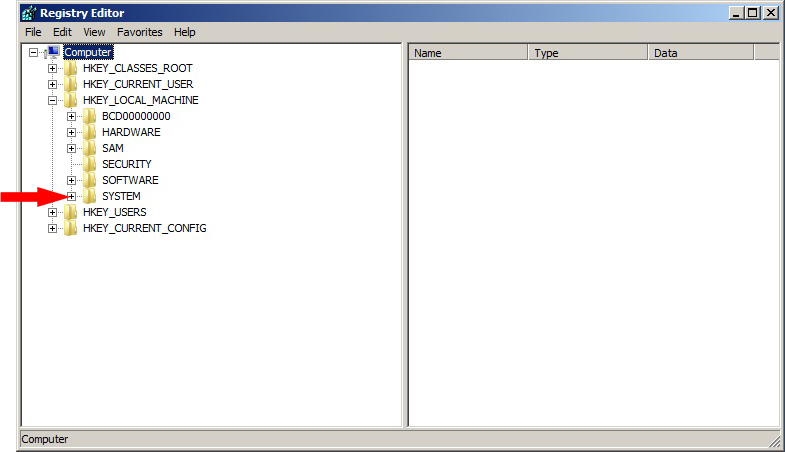 Registry Editor
File Edit View Favorites Help
Computer
HKEY_CLASSES_ROOT
HKEY_CURRENT_USER
HKEY_LOCAL_MACHINE
BCD00000000
HARDWARE
SAM
SECURITY
SOFTWARE
SYSTEM
HKEY_USERS
HKEY_CURRENT_CONFIG
Name Type Data
Computer